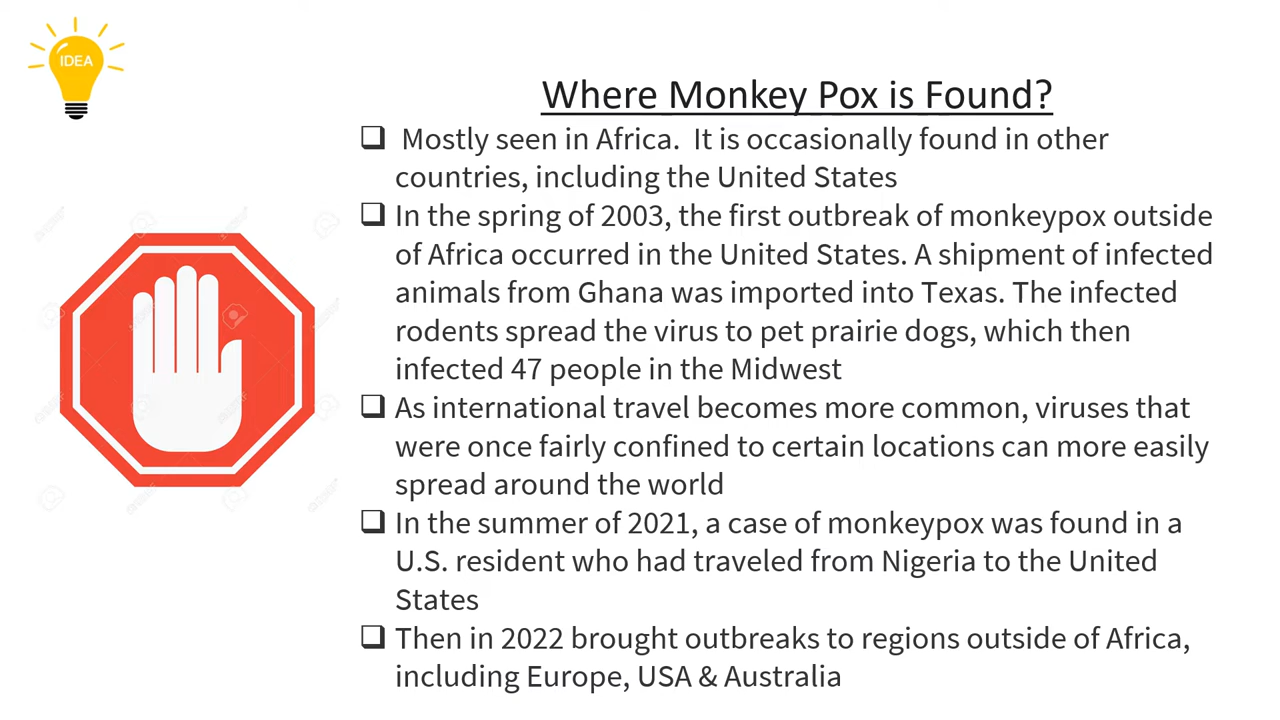 IDEA
Where Monkey Pox is Found?
❑ Mostly seen in Africa. It is occasionally found in other
countries, including the United States
❑ In the spring of 2003, the first outbreak of monkeypox outside
of Africa occurred in the United States. A shipment of infected
animals from Ghana was imported into Texas. The infected
rodents spread the virus to pet prairie dogs, which then
infected 47 people in the Midwest
❑ As international travel becomes more common, viruses that
were once fairly confined to certain locations can more easily
spread around the world
❑ In the summer of 2021, a case of monkeypox was found in a
U.S. resident who had traveled from Nigeria to the United
States
❑ Then in 2022 brought outbreaks to regions outside of Africa,
including Europe, USA & Australia